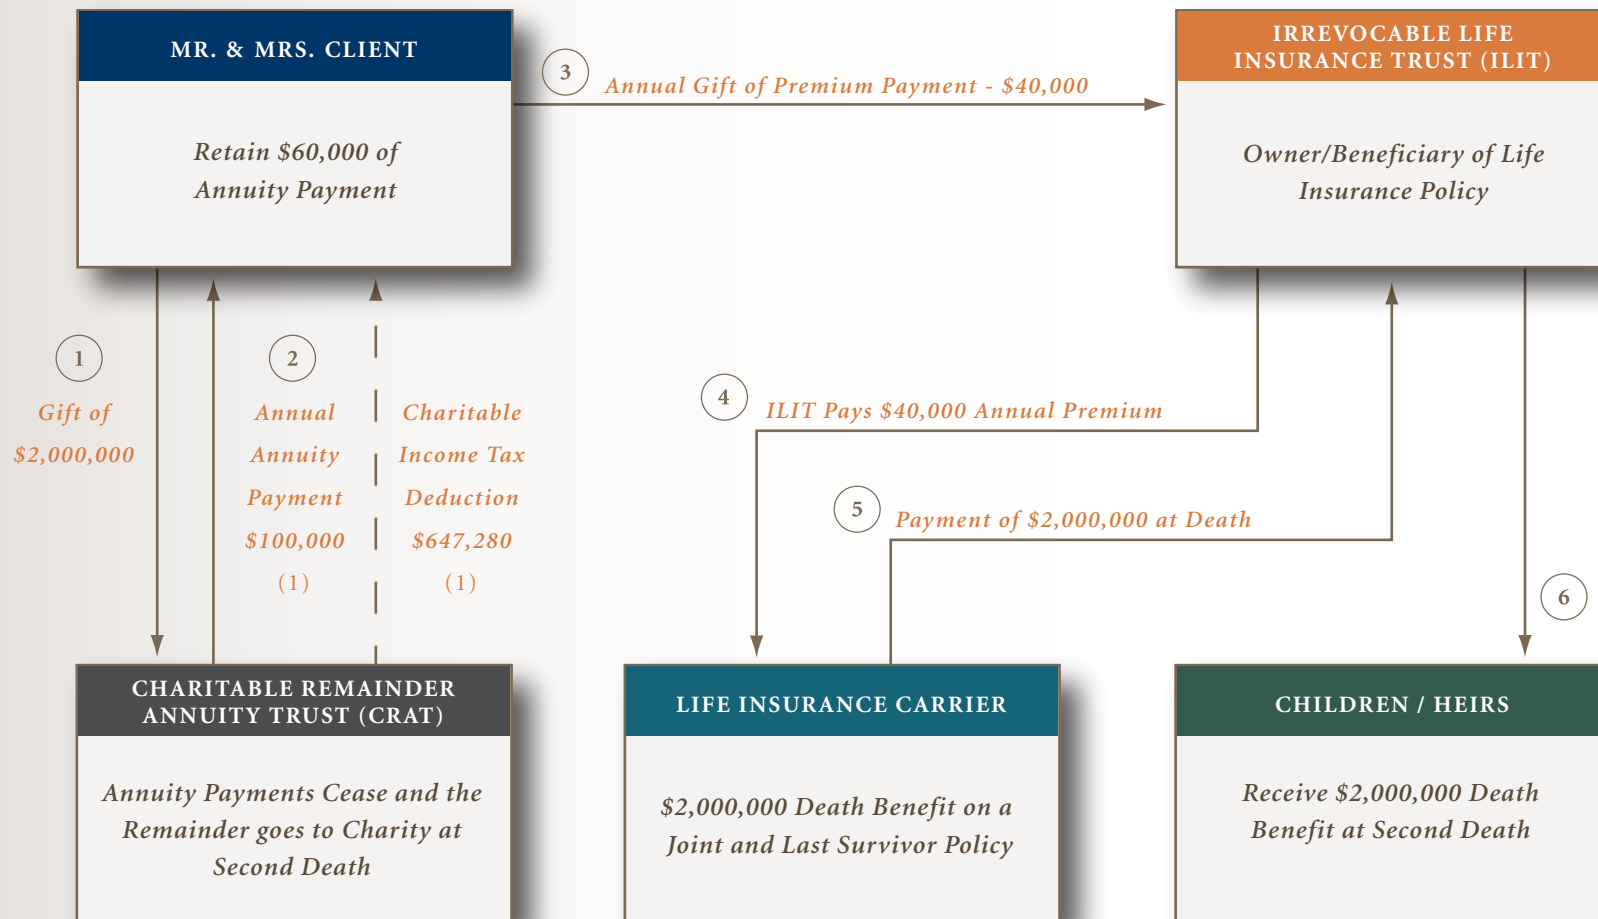 MR. & MRS. CLIENT
Retain $60,000 of
Annuity Payment
3
Annual Gift of Premium Payment - $40,000
IRREVOCABLE LIFE
INSURANCE TRUST (ILIT)
Owner/Beneficiary of Life
Insurance Policy
1
Gift of
$2,000,000
2
Annual
Annuity
Payment
$100,000
(1)
Charitable
Income Tax
Deduction
$647,280
(1)
4
ILIT Pays $40,000 Annual Premium
5
Payment of $2,000,000 at Death
6
CHARITABLE REMAINDER
ANNUITY TRUST (CRAT)
Annuity Payments Cease and the
Remainder goes to Charity at
Second Death
LIFE INSURANCE CARRIER
$2,000,000 Death Benefit on a
Joint and Last Survivor Policy
CHILDREN / HEIRS
Receive $2,000,000 Death
Benefit at Second Death